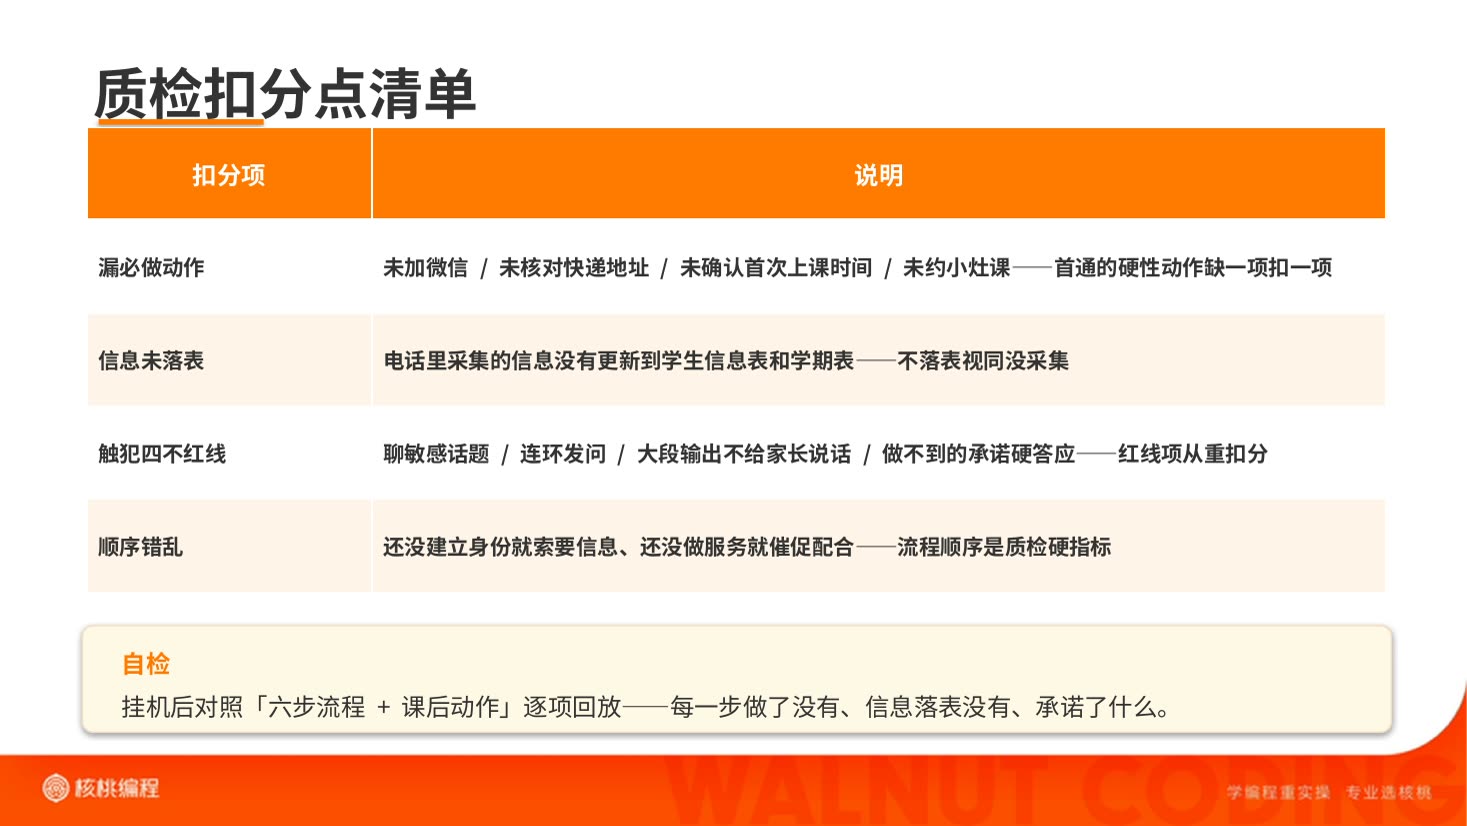 质检扣分点清单
扣分项 说明
漏必做动作 未加微信 / 未核对快递地址 / 未确认首次上课时间 / 未约小灶课——首通的硬性动作缺一项扣一项
信息未落表 电话里采集的信息没有更新到学生信息表和学期表——不落表视同没采集
触犯四不红线 聊敏感话题 / 连环发问 / 大段输出不给家长说话 / 做不到的承诺硬答应——红线项从重扣分
顺序错乱 还没建立身份就索要信息、还没做服务就催促配合——流程顺序是质检硬指标
自检
挂机后对照「六步流程 + 课后动作」逐项回放——每一步做了没有、信息落表没有、承诺了什么。
WALNUT CODING
核桃编程
学编程重实操 专业选核桃